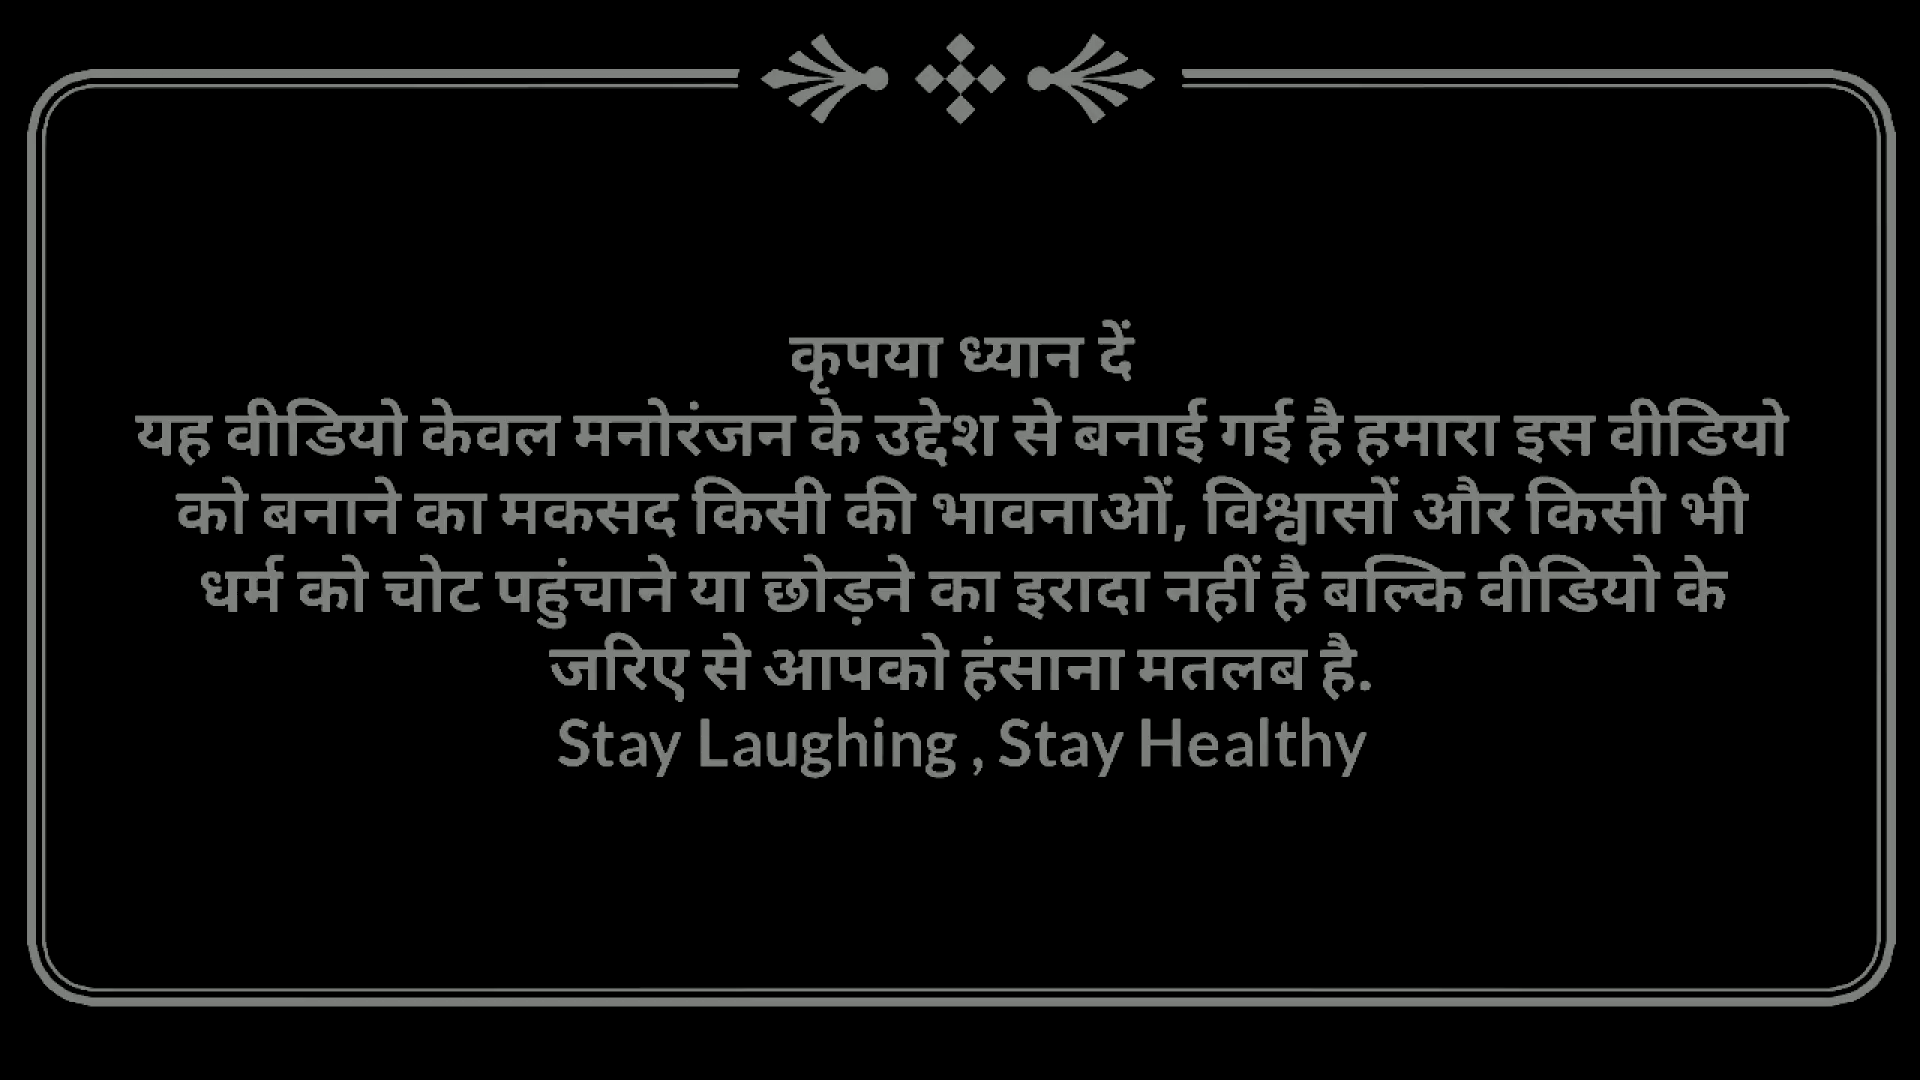 कृपया ध्यान दें
यह वीडियो केवल मनोरंजन के उद्देश से बनाई गई है हमारा इस वीडियो
को बनाने का मकसद किसी की भावनाओं, विश्वासों और किसी भी
धर्म को चोट पहुंचाने या छोड़ने का इरादा नहीं है बल्कि वीडियो के
जरिए से आपको हंसाना मतलब है.
Stay Laughing , Stay Healthy